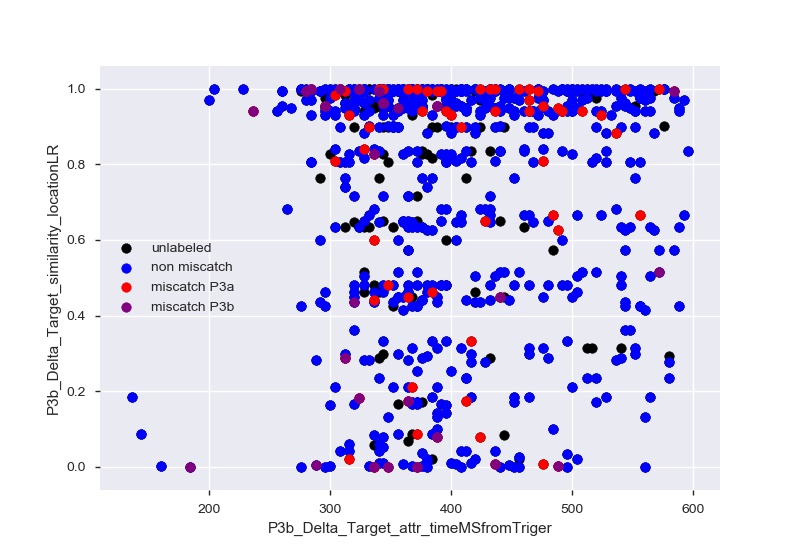 P3b_Delta_Target_similarity_locationLR
1.0
0.8
0.6
0.4
0.2
0.0
unlabeled
non miscatch
miscatch P3a
miscatch P3b
200 300 400 500 600
P3b_Delta_Target_attr_timeMSfromTriger